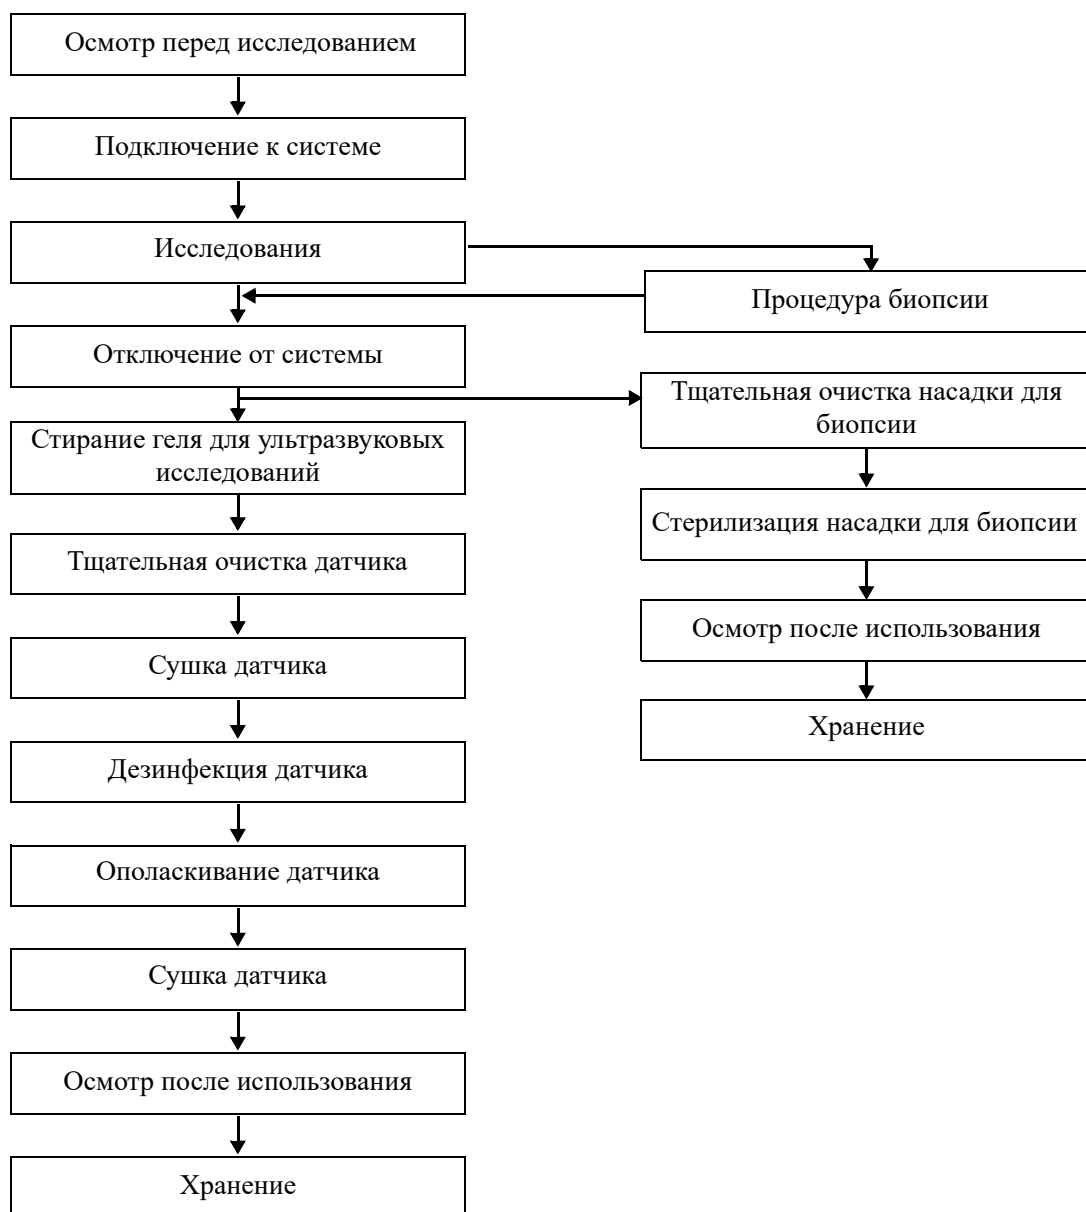 Осмотр перед исследованием
Подключение к системе
Исследования
Процедура биопсии
Отключение от системы
Тщательная очистка насадки для
биопсии
Стирание геля для ультразвуковых
исследований
Стерилизация насадки для биопсии
Тщательная очистка датчика
Осмотр после использования
Сушка датчика
Хранение
Дезинфекция датчика
Ополаскивание датчика
Сушка датчика
Осмотр после использования
Хранение